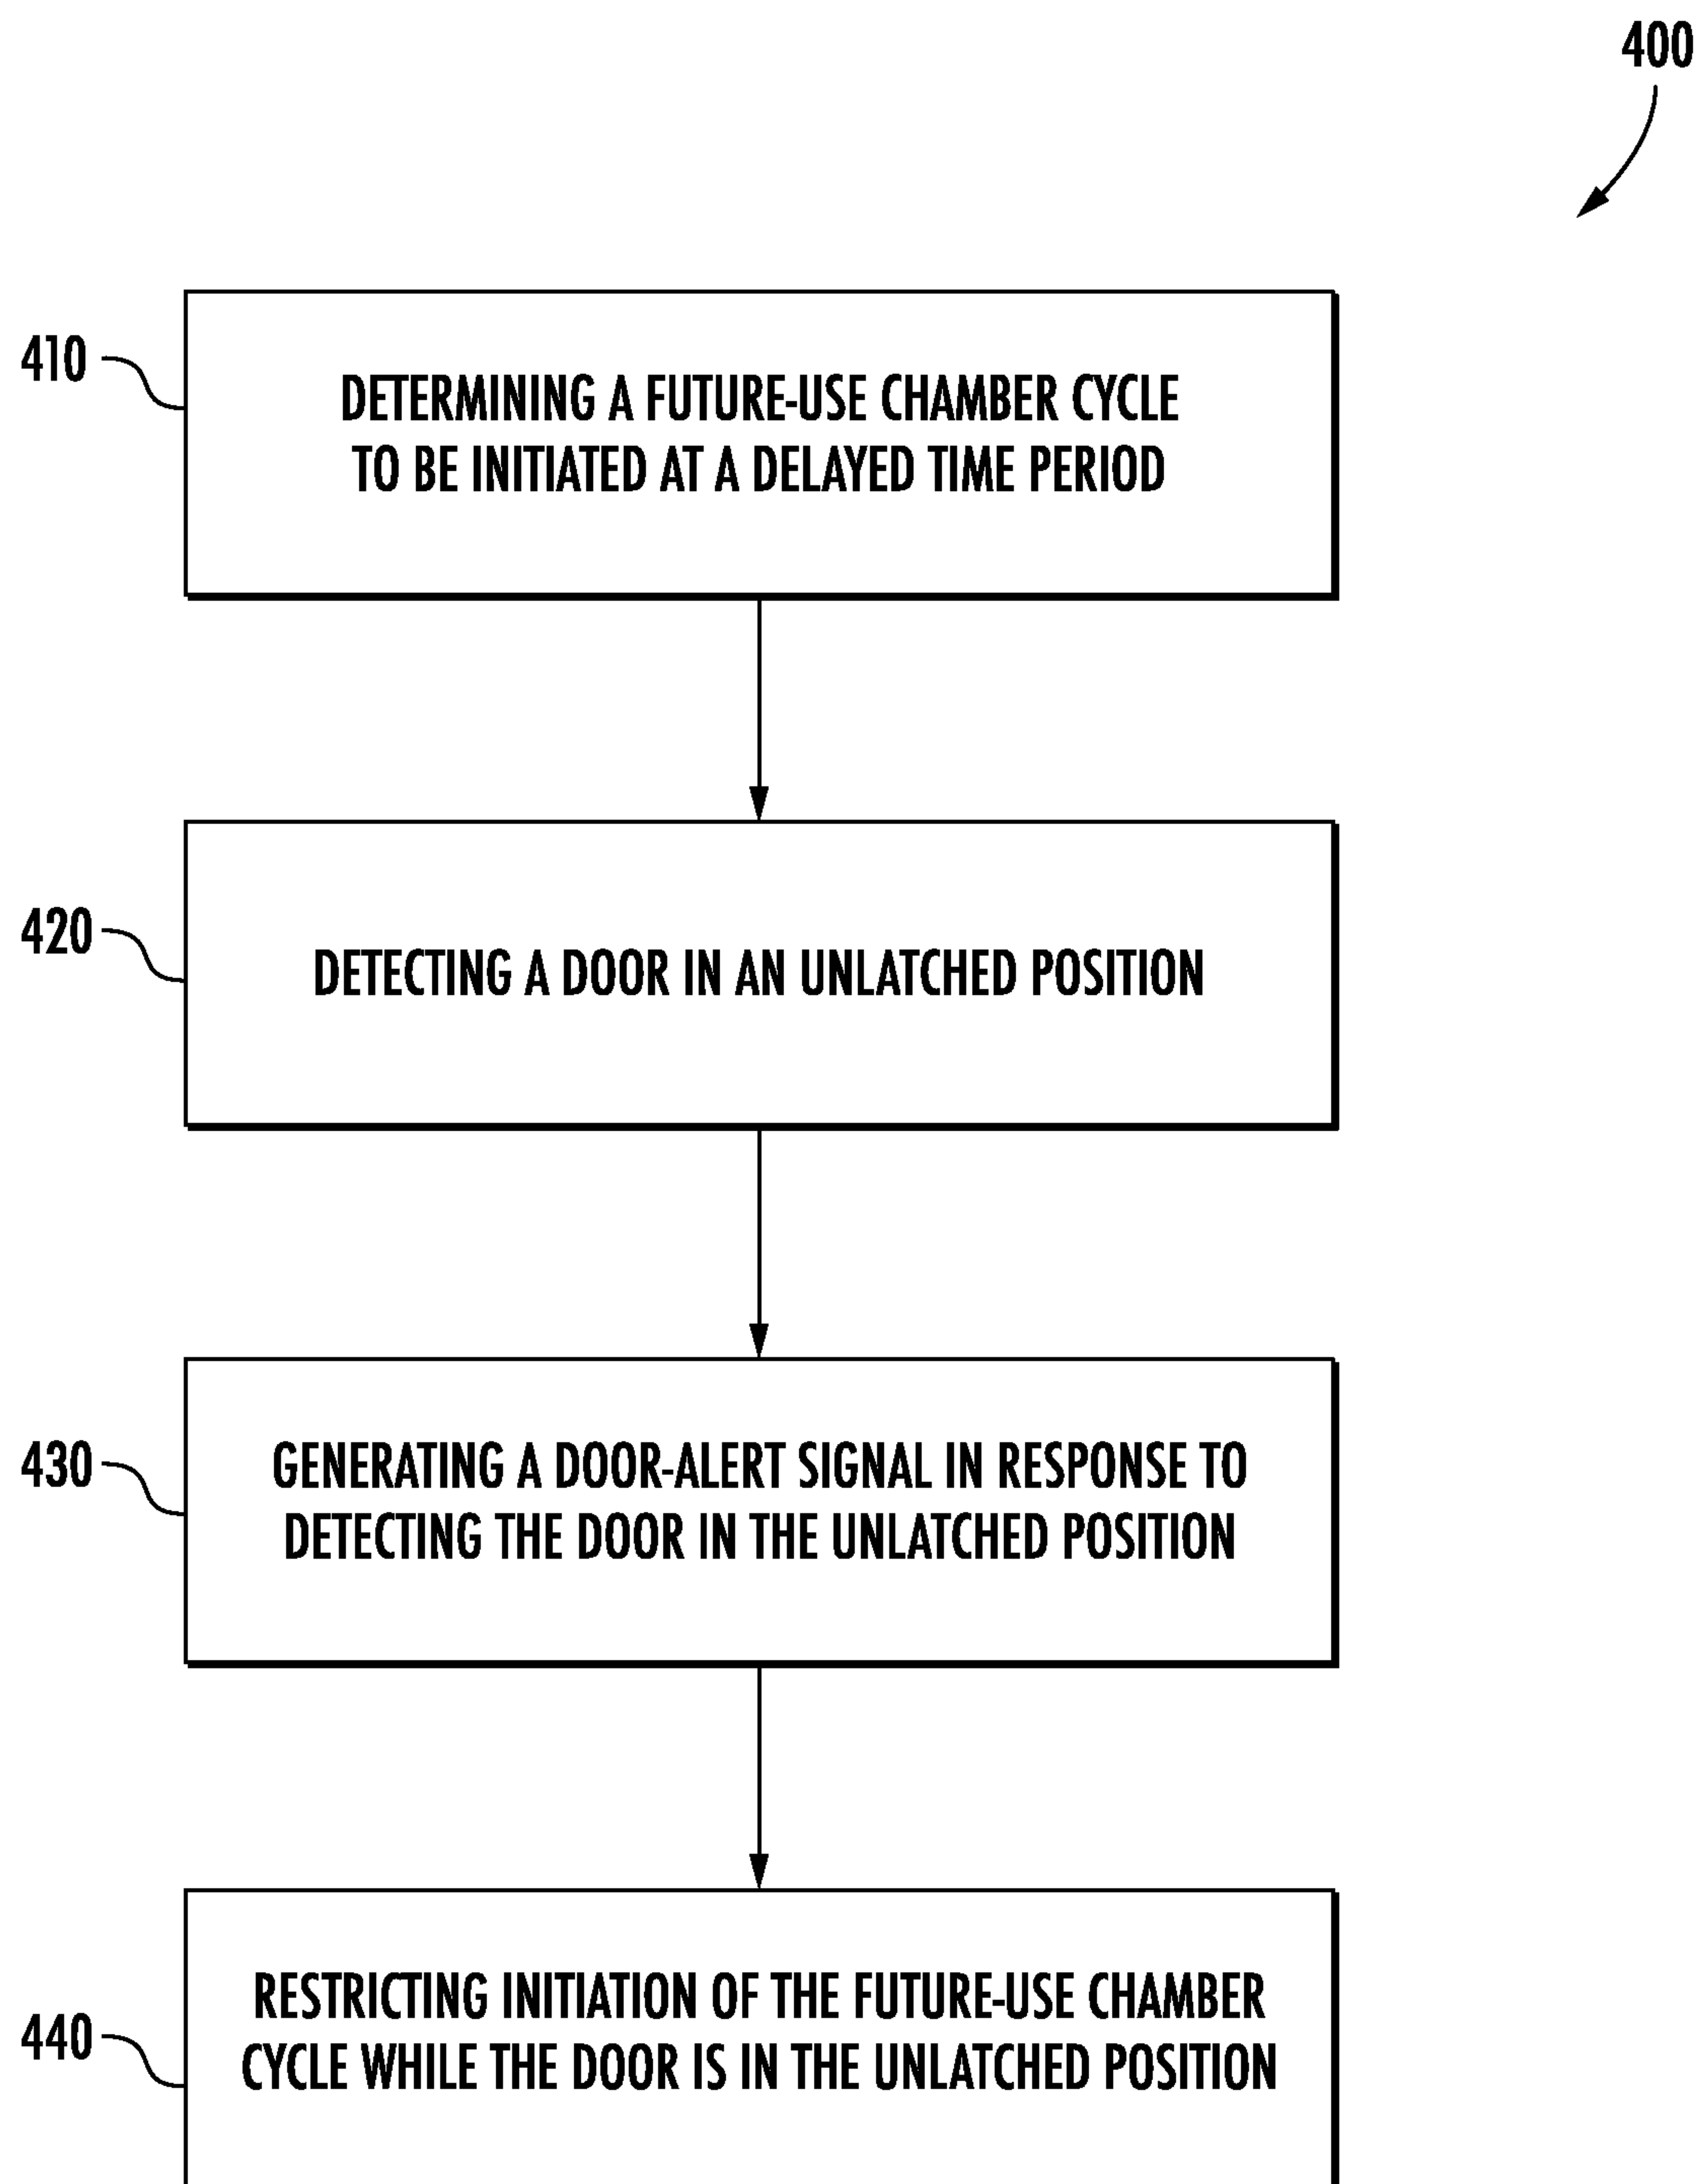 400
410
DETERMINING A FUTURE-USE CHAMBER CYCLE
TO BE INITIATED AT A DELAYED TIME PERIOD
420
DETECTING A DOOR IN AN UNLATCHED POSITION
430
GENERATING A DOOR-ALERT SIGNAL IN RESPONSE TO
DETECTING THE DOOR IN THE UNLATCHED POSITION
440
RESTRICTING INITIATION OF THE FUTURE-USE CHAMBER
CYCLE WHILE THE DOOR IS IN THE UNLATCHED POSITION